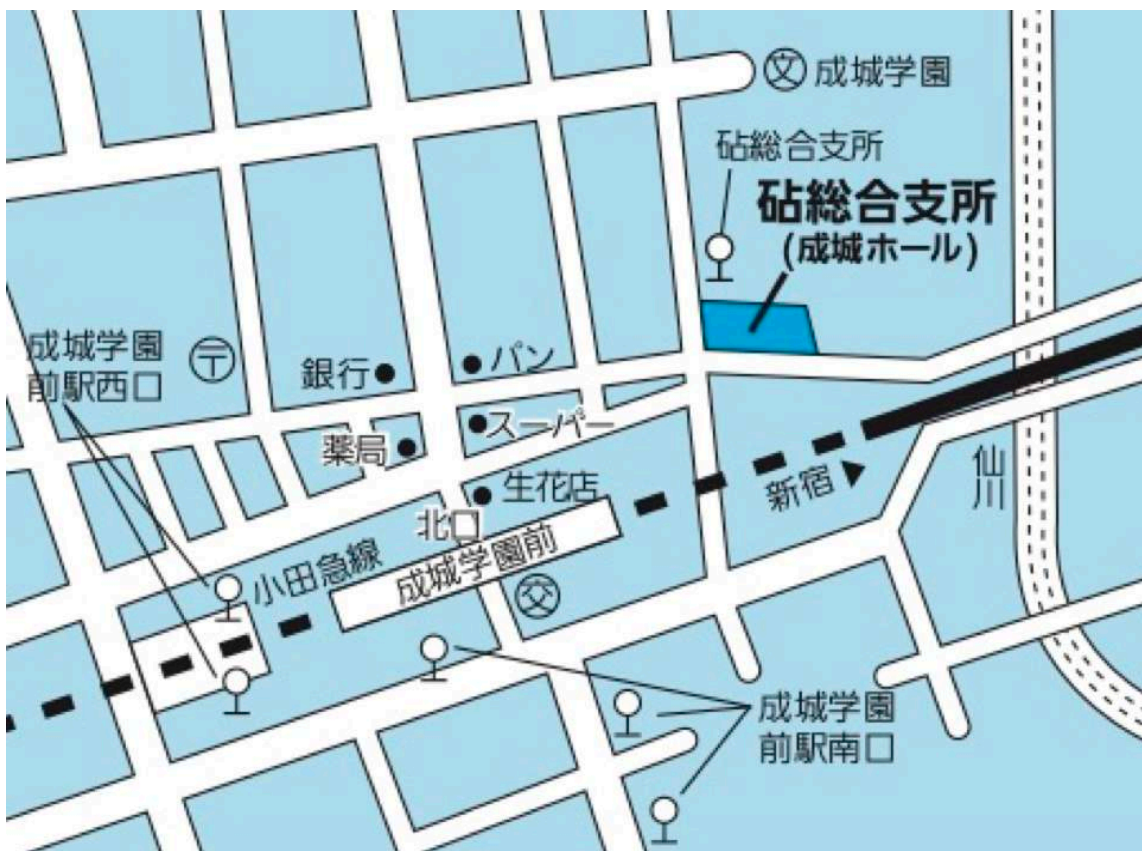 文 成城学園
砧総合支所
砧総合支所
(成城ホール)
成城学園
前駅西口
〒
銀行
パン
薬局
スーパー
生花店
北口
成城学園前
小田急線
新宿
仙川
交
成城学園
前駅南口